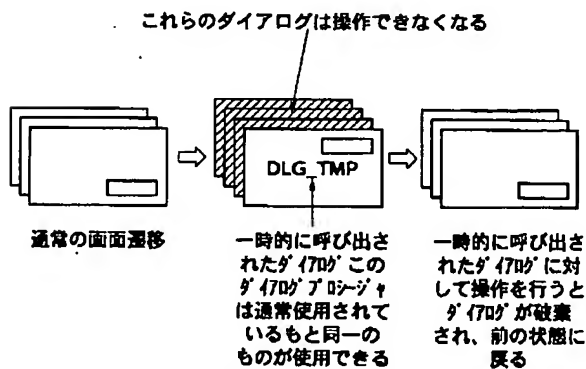 これらのダイアログは操作できなくなる
DLG_TMP
通常の画面遷移
一時的に呼び出さ
れたダイアログこの
ダイアログプロシージャ
は通常使用されて
いるもと同一の
ものが使用できる
一時的に呼び出さ
れたダイアログに対
して操作を行うと
ダイアログが破棄
され、前の状態に
戻る